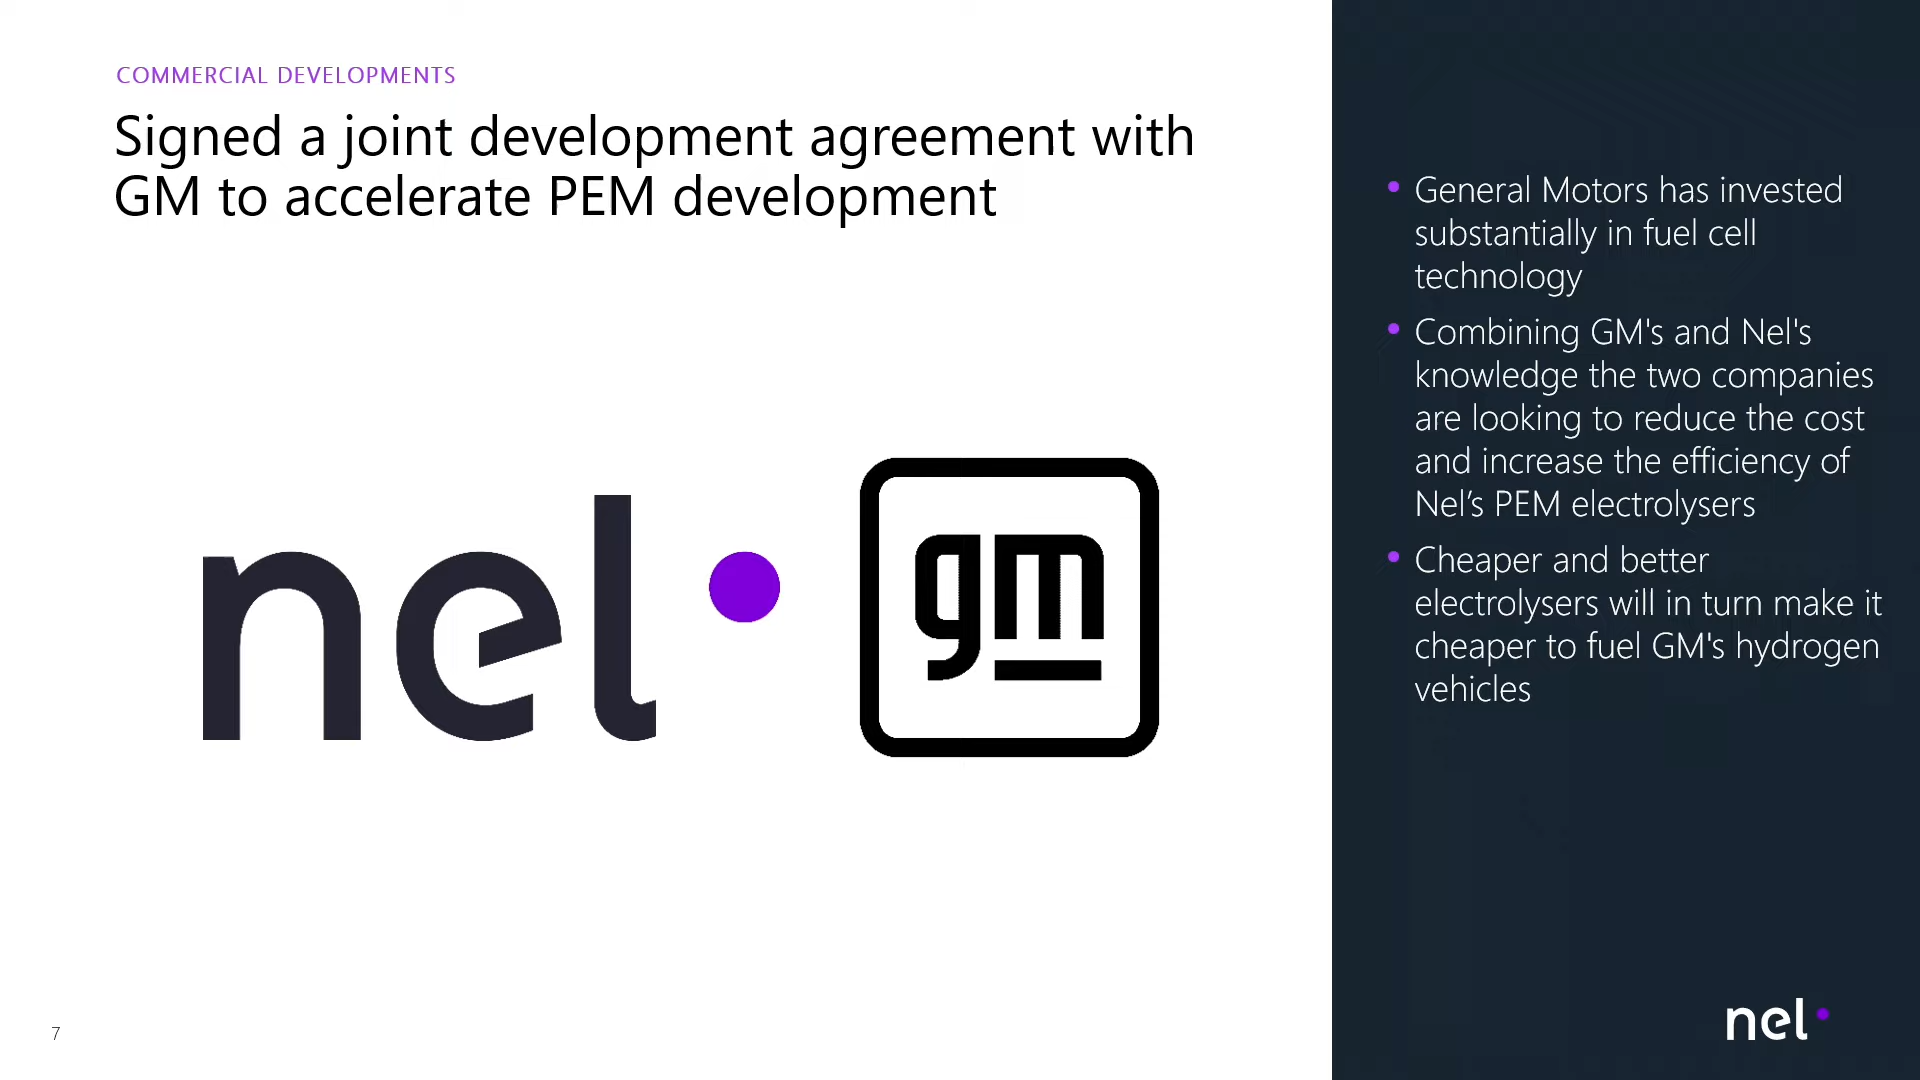 COMMERCIAL DEVELOPMENTS
Signed a joint development agreement with
GM to accelerate PEM development
nel
gm
• General Motors has invested
substantially in fuel cell
technology
• Combining GM's and Nel's
knowledge the two companies
are looking to reduce the cost
and increase the efficiency of
Nel’s PEM electrolysers
• Cheaper and better
electrolysers will in turn make it
cheaper to fuel GM's hydrogen
vehicles
7
nel